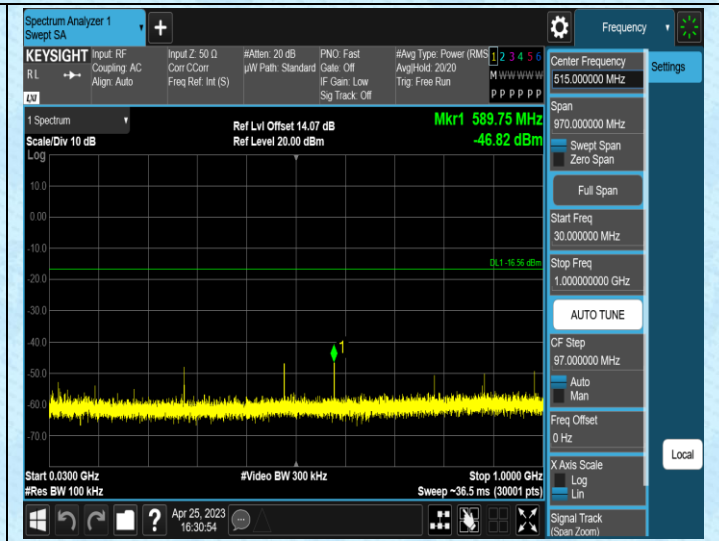 Spectrum Analyzer 1
Swept SA
+
Frequency
KEYSIGHT
RL
LXI
Input: RF
Coupling: AC
Align: Auto
Input Z: 50 Ω
Corr CCorr
Freq Ref: Int (S)
#Atten: 20 dB
µW Path: Standard
PNO: Fast
Gate: Off
IF Gain: Low
Sig Track: Off
#Avg Type: Power (RMS
Avg|Hold: 20/20
Trig: Free Run
1 2 3 4 5 6
M W W W W W
P P P P P P
1 Spectrum
Scale/Div 10 dB
Log
Ref Lvl Offset 14.07 dB
Ref Level 20.00 dBm
Mkr1 589.75 MHz
-46.82 dBm
10.0
0.00
-10.0
DL1 -16.56 dBm
-20.0
-30.0
-40.0
1
-50.0
-60.0
-70.0
Start 0.0300 GHz
#Res BW 100 kHz
#Video BW 300 kHz
Stop 1.0000 GHz
Sweep ~36.5 ms (30001 pts)
?
Apr 25, 2023
16:30:54
Center Frequency
515.000000 MHz
Settings
Span
970.000000 MHz
Swept Span
Zero Span
Full Span
Start Freq
30.000000 MHz
Stop Freq
1.000000000 GHz
AUTO TUNE
CF Step
97.000000 MHz
Auto
Man
Freq Offset
0 Hz
X Axis Scale
Log
Lin
Local
Signal Track
(Span Zoom)